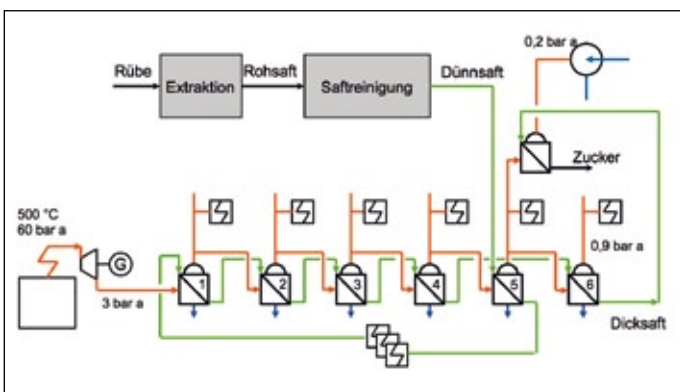 0,2 bar a
Rübe
Extraktion
Rohsaft
Saftreinigung
Dünnsaft
Zucker
500 °C
60 bar a
G
3 bar a
1
2
3
4
5
6
0,9 bar a
Dicksaft